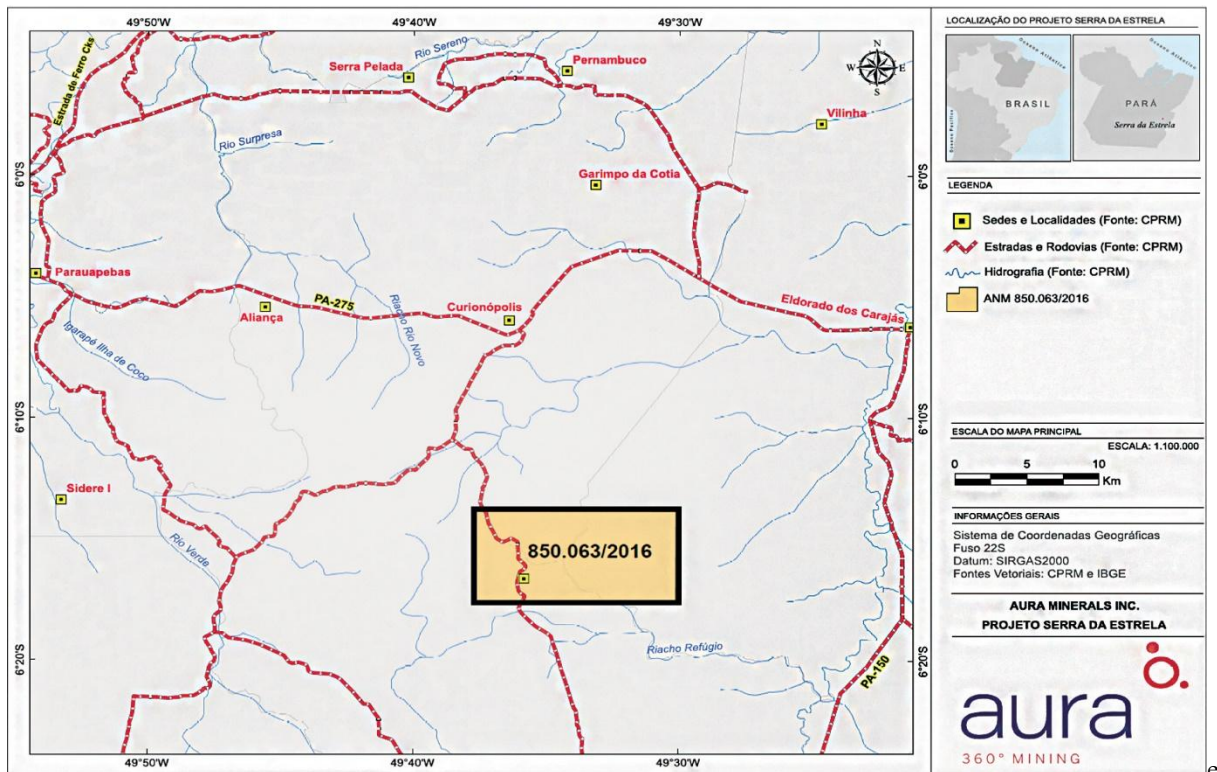 49°50'W
49°40'W
49°30'W
Estrada de Ferro Cks
Rio Sereno
Serra Pelada
Pernambuco
N
W
E
S
Vilinha
Rio Surpresa
6°0'S
Garimpo da Cotia
6°0'S
Parauapebas
PA-275
Aliança
Riacho Rio Novo
Curionópolis
Eldorado dos Carajás
Igarapé Ilha de Coco
6°10'S
6°10'S
Sidere I
Rio Verde
850.063/2016
Riacho Refúgio
6°20'S
PA-150
6°20'S
49°50'W
49°40'W
49°30'W
LOCALIZAÇÃO DO PROJETO SERRA DA ESTRELA
Oceano Atlântico
BRASIL
Oceano Pacífico
Oceano Atlântico
PARÁ
Serra da Estrela
LEGENDA
Sedes e Localidades (Fonte: CPRM)
Estradas e Rodovias (Fonte: CPRM)
Hidrografia (Fonte: CPRM)
ANM 850.063/2016
ESCALA DO MAPA PRINCIPAL
ESCALA: 1.100.000
0 5 10
Km
INFORMAÇÕES GERAIS
Sistema de Coordenadas Geográficas
Fuso 22S
Datum: SIRGAS2000
Fontes Vetoriais: CPRM e IBGE
AURA MINERALS INC.
PROJETO SERRA DA ESTRELA
aura
360° MINING
e